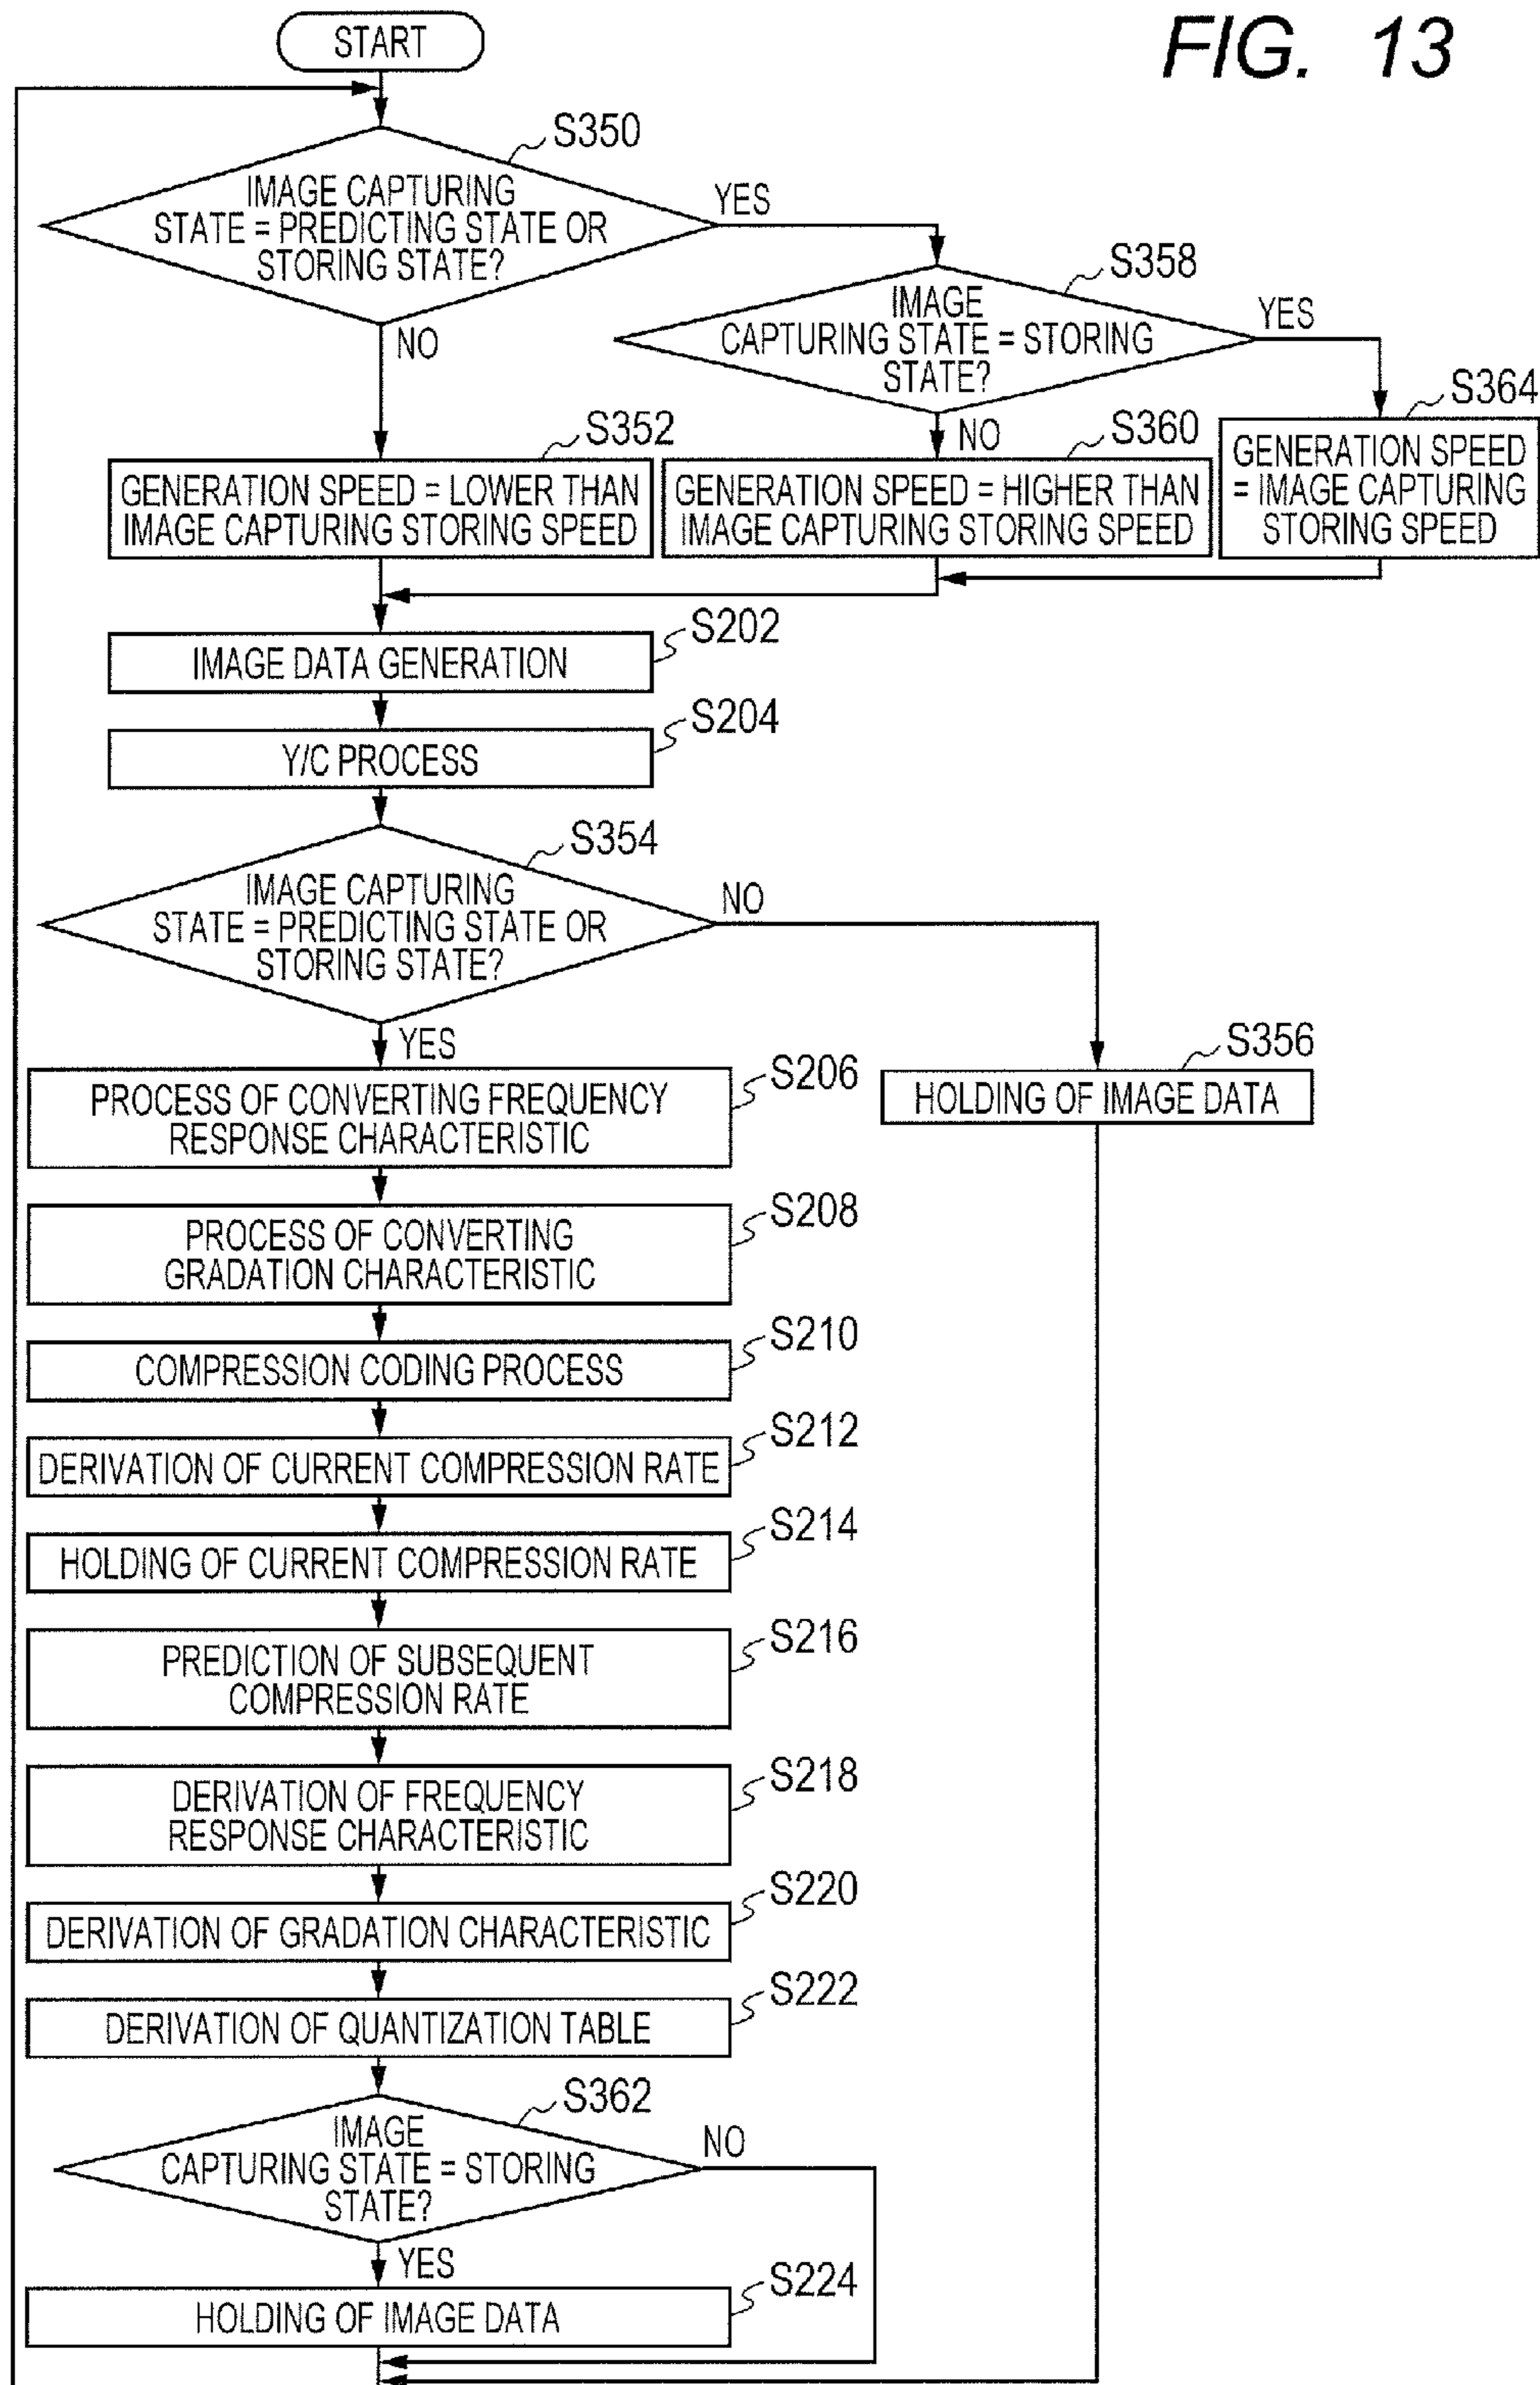 FIG. 13
START
S350
IMAGE CAPTURING
STATE = PREDICTING STATE OR
STORING STATE?
YES
NO
S358
IMAGE
CAPTURING STATE = STORING
STATE?
YES
NO
S352
GENERATION SPEED = LOWER THAN
IMAGE CAPTURING STORING SPEED
S360
GENERATION SPEED = HIGHER THAN
IMAGE CAPTURING STORING SPEED
S364
GENERATION SPEED
= IMAGE CAPTURING
STORING SPEED
S202
IMAGE DATA GENERATION
S204
Y/C PROCESS
S354
IMAGE CAPTURING
STATE = PREDICTING STATE OR
STORING STATE?
NO
YES
S356
HOLDING OF IMAGE DATA
S206
PROCESS OF CONVERTING FREQUENCY
RESPONSE CHARACTERISTIC
S208
PROCESS OF CONVERTING
GRADATION CHARACTERISTIC
S210
COMPRESSION CODING PROCESS
S212
DERIVATION OF CURRENT COMPRESSION RATE
S214
HOLDING OF CURRENT COMPRESSION RATE
S216
PREDICTION OF SUBSEQUENT
COMPRESSION RATE
S218
DERIVATION OF FREQUENCY
RESPONSE CHARACTERISTIC
S220
DERIVATION OF GRADATION CHARACTERISTIC
S222
DERIVATION OF QUANTIZATION TABLE
S362
IMAGE
CAPTURING STATE = STORING
STATE?
NO
YES
S224
HOLDING OF IMAGE DATA